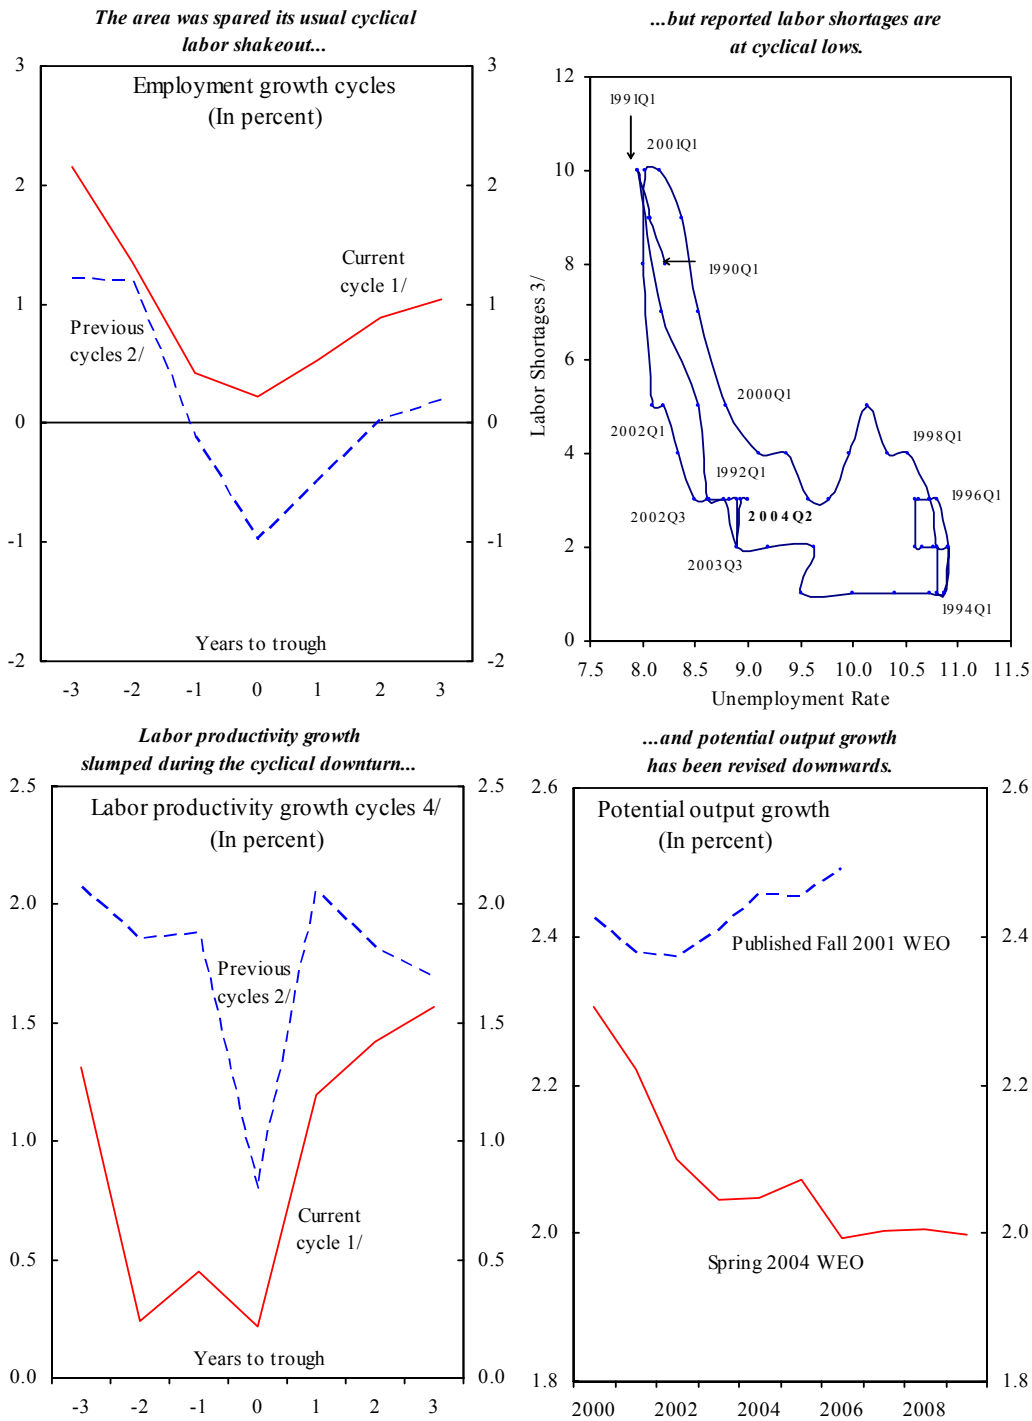 The area was spared its usual cyclical
labor shakeout...
3
3
Employment growth cycles
(In percent)
2
2
Current
cycle 1/
1
1
Previous
cycles 2/
0
0
-1
-1
Years to trough
-2
-2
-3 -2 -1 0 1 2 3
...but reported labor shortages are
at cyclical lows.
12
1991Q1
2001Q1
10
1990Q1
8
Labor Shortages 3/
6
2000Q1
2002Q1
1998Q1
4
1992Q1
1996Q1
2002Q3
2004Q2
2
2003Q3
1994Q1
0
7.5 8.0 8.5 9.0 9.5 10.0 10.5 11.0 11.5
Unemployment Rate
Labor productivity growth
slumped during the cyclical downturn...
2.5
2.5
Labor productivity growth cycles 4/
(In percent)
2.0
2.0
Previous
cycles 2/
1.5
1.5
1.0
1.0
Current
cycle 1/
0.5
0.5
Years to trough
0.0
0.0
-3 -2 -1 0 1 2 3
...and potential output growth
has been revised downwards.
2.6
2.6
Potential output growth
(In percent)
2.4
2.4
Published Fall 2001 WEO
2.2
2.2
2.0
2.0
Spring 2004 WEO
1.8
1.8
2000 2002 2004 2006 2008